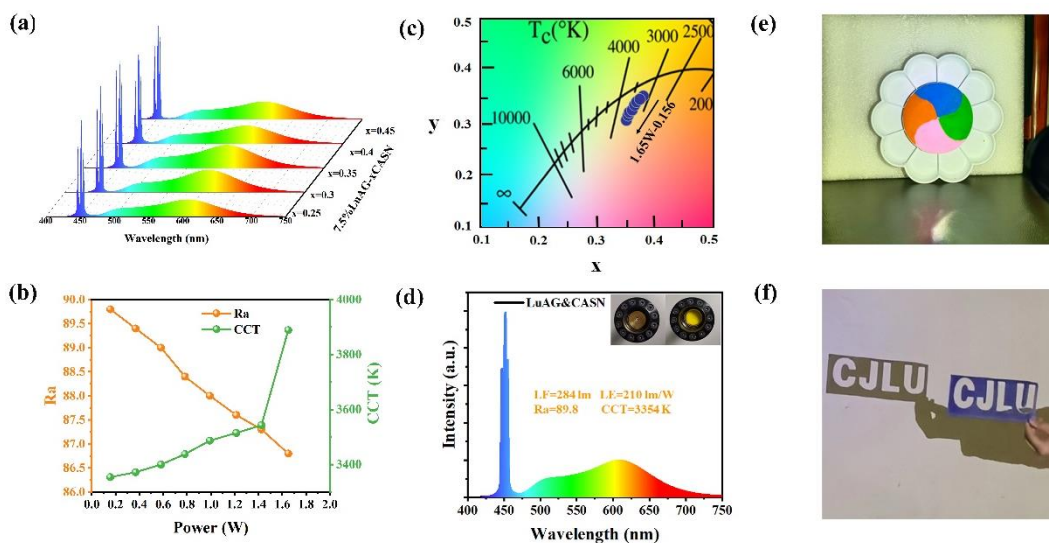 (a)
x=0.45
x=0.4
x=0.35
x=0.3
x=0.25
7.5%LuAG-xCASN
400 450 500 550 600 650 700 750
Wavelength (nm)
(b)
90.0
89.5
89.0
88.5
88.0
87.5
87.0
86.5
86.0
Ra
Ra
CCT
4000
3800
3600
3400
CCT (K)
0.0 0.2 0.4 0.6 0.8 1.0 1.2 1.4 1.6 1.8 2.0
Power (W)
(c)
0.5
0.4
0.3
0.2
0.1
y
Tc(°K)
∞
10000
6000
4000
3000
2500
200
1.65W-0.156
0.1 0.2 0.3 0.4 0.5
x
(d)
LuAG&CASN
Intensity (a.u.)
LF=284 lm LE=210 lm/W
Ra=89.8 CCT=3354 K
400 450 500 550 600 650 700 750
Wavelength (nm)
(e)
(f)
CJLU
CJLU